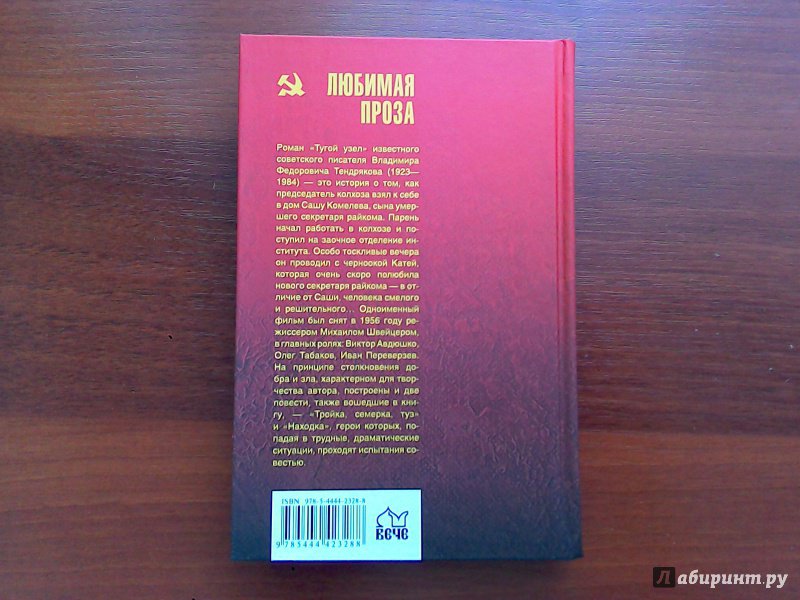 ЛЮБИМАЯ
ПРОЗА
Роман «Тугой узел» известного
советского писателя Владимира
Федоровича Тендрякова (1923—
1984) — это история о том, как
председатель колхоза взял к себе
в дом Сашу Комелева, сына умер-
шего секретаря райкома. Парень
начал работать в колхозе и по-
ступил на заочное отделение ин-
ститута. Особо тоскливые вечера
он проводил с черноокой Катей,
которая очень скоро полюбила
нового секретаря райкома — в от-
личие от Саши, человека смелого
и решительного... Одноименный
фильм был снят в 1956 году ре-
жиссером Михаилом Швейцером,
в главных ролях: Виктор Авдюшко,
Олег Табаков, Иван Переверзев.
На принципе столкновения до-
бра и зла, характерном для твор-
чества автора, построены и две
повести, также вошедшие в кни-
гу, — «Тройка, семерка, туз»
и «Находка», герои которых, по-
падая в трудные, драматические
ситуации, проходят испытания со-
вестью.
ISBN 978-5-4444-2328-8
9 785444 423288
ВЕЧЕ
Лабиринт.ру